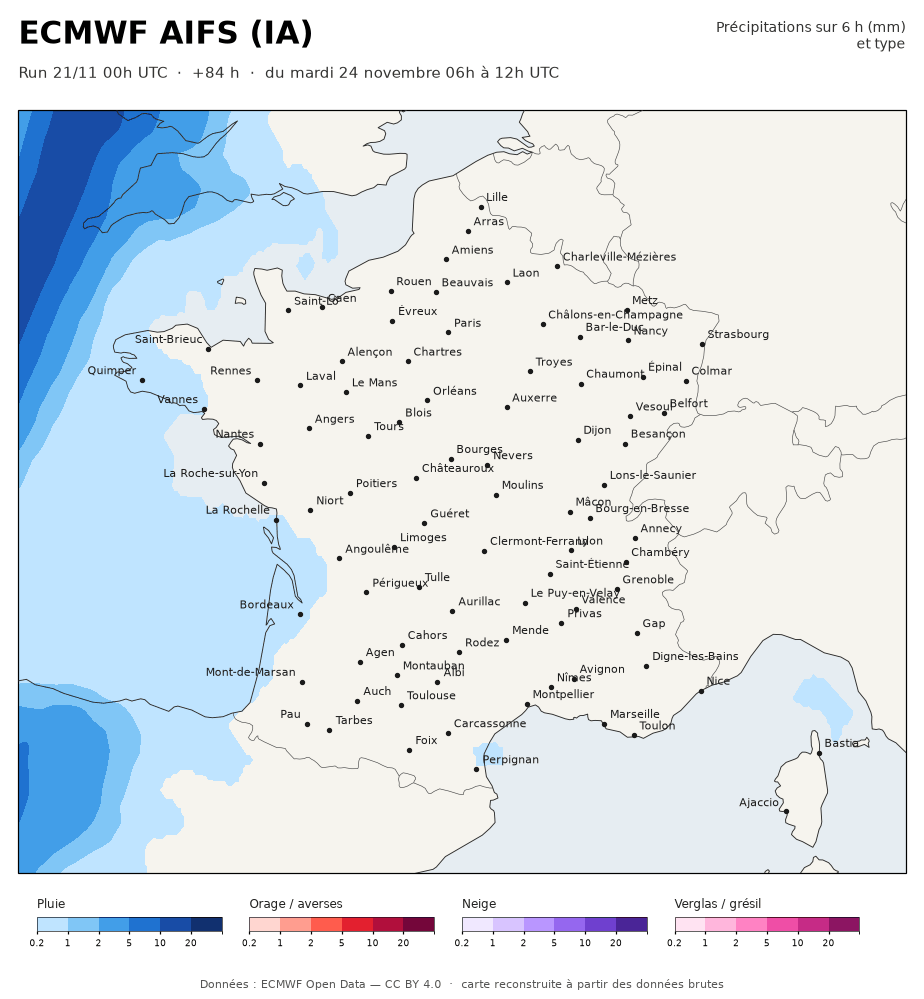 ECMWF AIFS (IA)
Précipitations sur 6 h (mm)
et type
Run 21/11 00h UTC · +84 h · du mardi 24 novembre 06h à 12h UTC
Lille
Arras
Amiens
Charleville-Mézières
Laon
Rouen
Beauvais
Saint-Lô
Caen
Metz
Évreux
Châlons-en-Champagne
Paris
Bar-le-Duc
Nancy
Strasbourg
Saint-Brieuc
Alençon
Chartres
Troyes
Quimper
Rennes
Laval
Chaumont
Épinal
Colmar
Le Mans
Orléans
Vannes
Auxerre
Vesoul
Belfort
Blois
Angers
Tours
Nantes
Dijon
Besançon
Bourges
Nevers
La Roche-sur-Yon
Châteauroux
Lons-le-Saunier
Poitiers
Moulins
Niort
La Rochelle
Mâcon
Bourg-en-Bresse
Guéret
Annecy
Limoges
Clermont-Ferrand
Lyon
Angoulême
Chambéry
Saint-Étienne
Périgueux
Tulle
Grenoble
Le Puy-en-Velay
Valence
Bordeaux
Aurillac
Privas
Gap
Cahors
Rodez
Mende
Agen
Digne-les-Bains
Mont-de-Marsan
Montauban
Albi
Nîmes
Avignon
Nice
Auch
Toulouse
Montpellier
Pau
Tarbes
Carcassonne
Marseille
Toulon
Foix
Perpignan
Bastia
Ajaccio
Pluie
Orage / averses
Neige
Verglas / grésil
0.2 1 2 5 10 20
0.2 1 2 5 10 20
0.2 1 2 5 10 20
0.2 1 2 5 10 20
Données : ECMWF Open Data — CC BY 4.0 · carte reconstruite à partir des données brutes